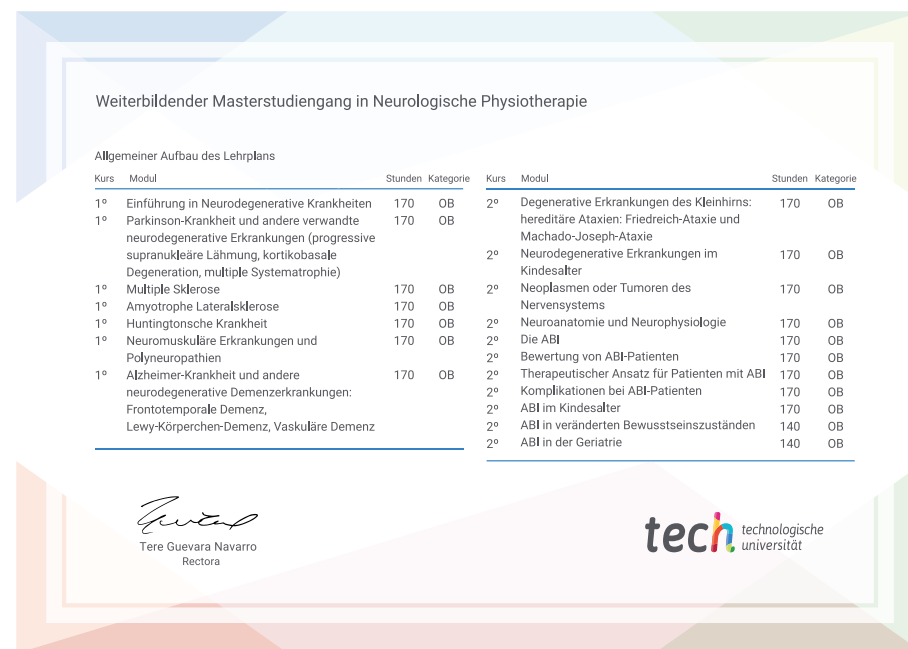 Weiterbildender Masterstudiengang in Neurologische Physiotherapie
Allgemeiner Aufbau des Lehrplans
Kurs Modul Stunden Kategorie
1º Einführung in Neurodegenerative Krankheiten 170 OB
1º Parkinson-Krankheit und andere verwandte 170 OB
neurodegenerative Erkrankungen (progressive
supranukleäre Lähmung, kortikobasale
Degeneration, multiple Systematrophie)
1º Multiple Sklerose 170 OB
1º Amyotrophe Lateralsklerose 170 OB
1º Huntingtonsche Krankheit 170 OB
1º Neuromuskuläre Erkrankungen und 170 OB
Polyneuropathien
1º Alzheimer-Krankheit und andere 170 OB
neurodegenerative Demenzerkrankungen:
Frontotemporale Demenz,
Lewy-Körperchen-Demenz, Vaskuläre Demenz
Kurs Modul Stunden Kategorie
2º Degenerative Erkrankungen des Kleinhirns: 170 OB
hereditäre Ataxien: Friedreich-Ataxie und
Machado-Joseph-Ataxie
2º Neurodegenerative Erkrankungen im 170 OB
Kindesalter
2º Neoplasmen oder Tumoren des 170 OB
Nervensystems
2º Neuroanatomie und Neurophysiologie 170 OB
2º Die ABI 170 OB
2º Bewertung von ABI-Patienten 170 OB
2º Therapeutischer Ansatz für Patienten mit ABI 170 OB
2º Komplikationen bei ABI-Patienten 170 OB
2º ABI im Kindesalter 170 OB
2º ABI in veränderten Bewusstseinszuständen 140 OB
2º ABI in der Geriatrie 140 OB
Tere Guevara Navarro
Rectora
tech technologische
universität